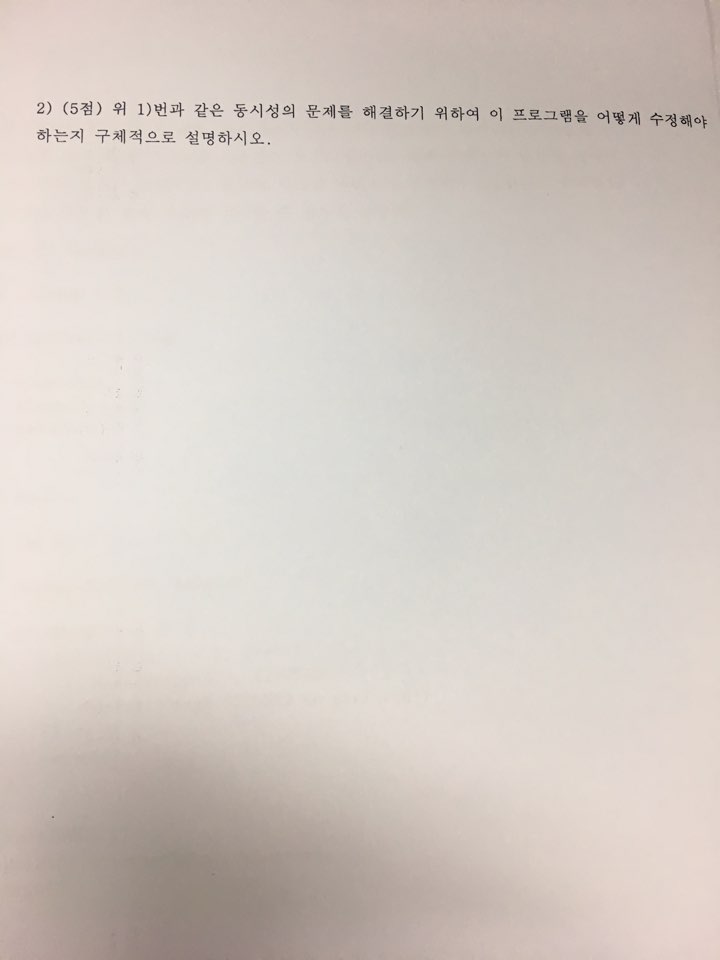 2) (5점) 위 1)번과 같은 동시성의 문제를 해결하기 위하여 이 프로그램을 어떻게 수정해야
하는지 구체적으로 설명하시오.